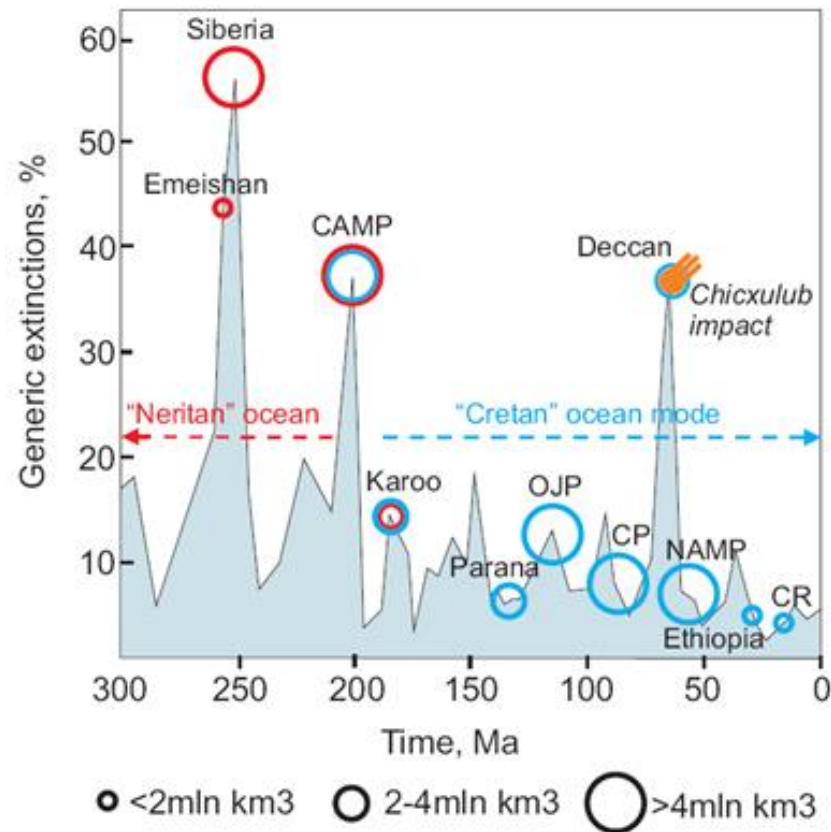 Generic extinctions, %
60
50
40
30
20
10
Siberia
Emeishan
CAMP
Deccan
Chicxulub
impact
“Neritan” ocean
“Cretan” ocean mode
Karoo
OJP
CP
NAMP
Parana
Ethiopia
CR
300
250
200
150
100
50
0
Time, Ma
<2mln km3
2-4mln km3
>4mln km3